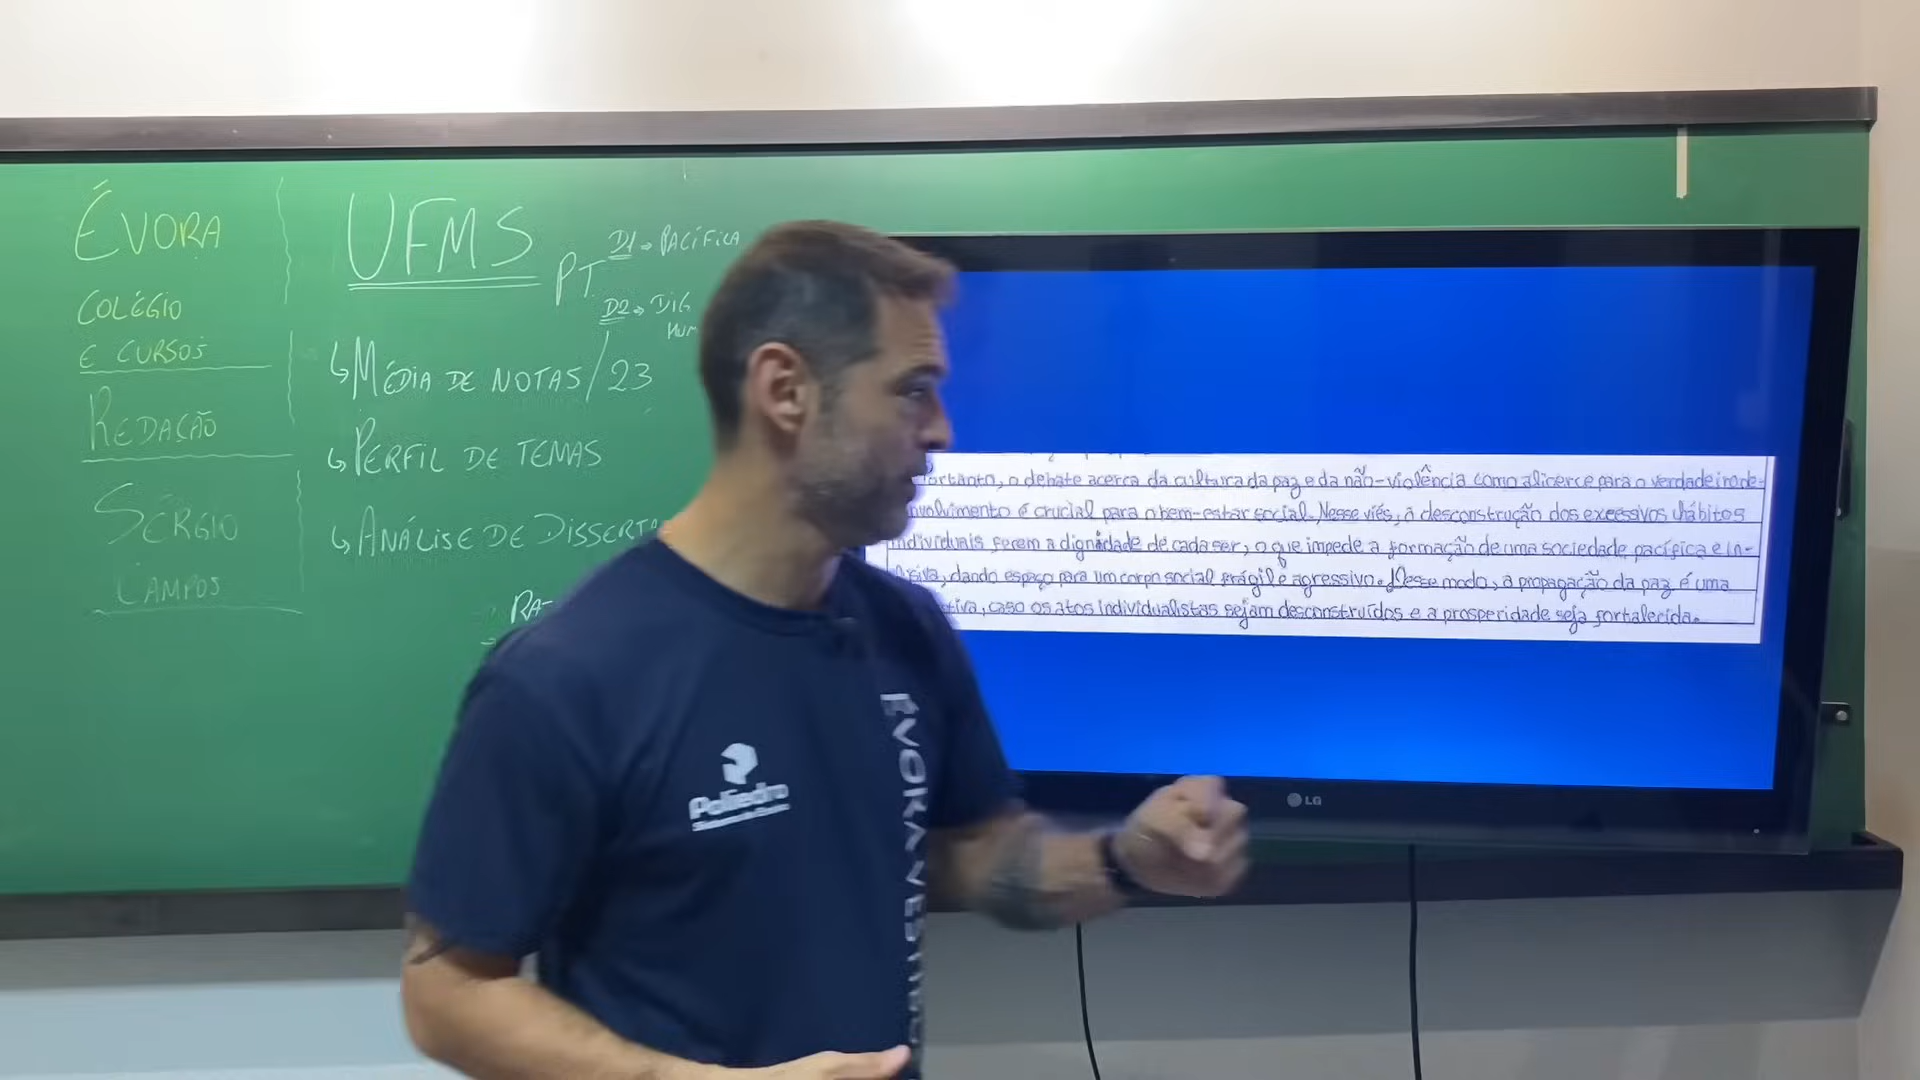 ÉVORA
COLÉGIO
E CURSOS
REDAÇÃO
SÉRGIO
CAMPOS
UFMS
PT
D1 → PACÍFICA
D2 → DIG
HUM
↳ MÉDIA DE NOTAS/23
↳ PERFIL DE TEMAS
↳ ANÁLISE DE DISSERTA
Poliedro
LG
, o debate acerca da cultura da paz e da não-violência como alicerce para o verdadeiro de-
é crucial para o bem-estar social. Nesse viés, a desconstrução dos excessivos hábitos
individuais ferem a dignidade de cada ser, o que impede a formação de uma sociedade pacífica e in-
, dando espaço para um corpo social frágil e agressivo. Desse modo, a propagação da paz é uma
, caso os atos individualistas sejam desconstruídos e a prosperidade seja fortalecida.